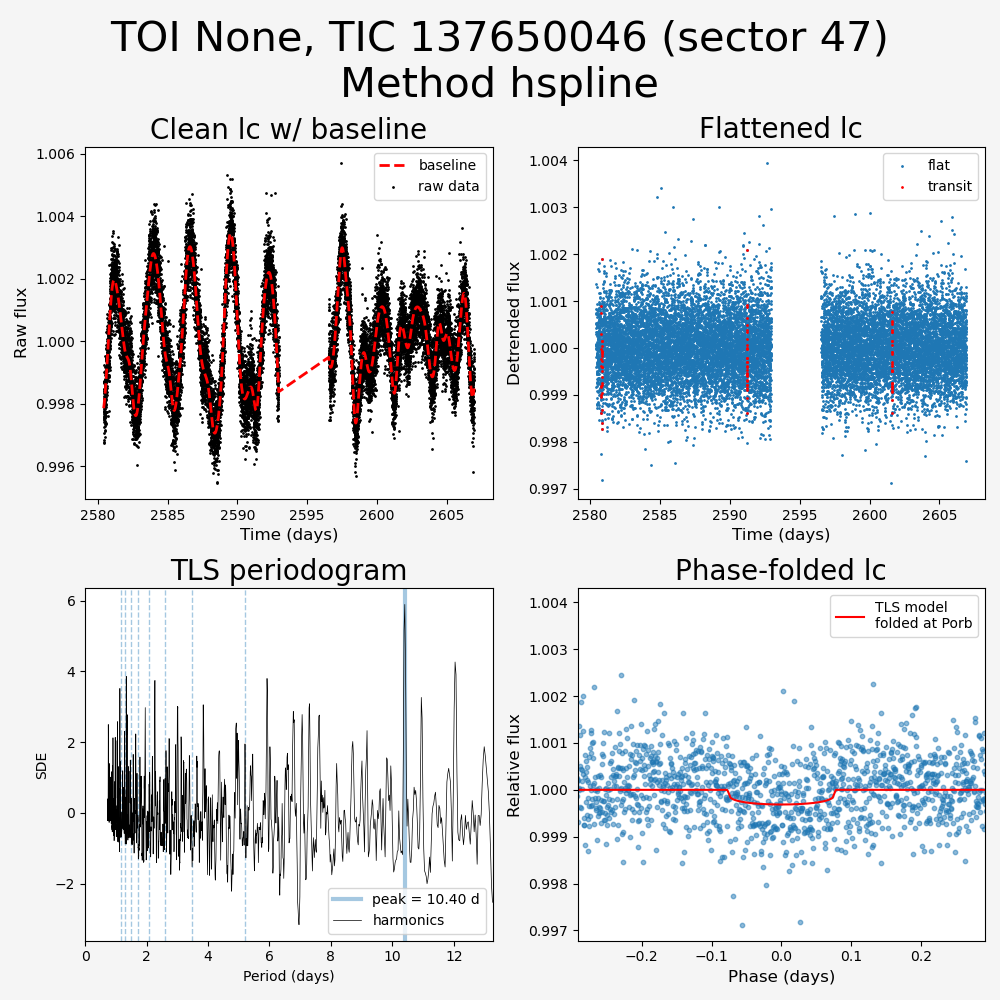 TOI None, TIC 137650046 (sector 47)
Method hspline
Clean lc w/ baseline
Flattened lc
1.006
1.004
1.002
1.000
0.998
0.996
Raw flux
baseline
raw data
2580
2585
2590
2595
2600
2605
Time (days)
1.004
1.003
1.002
1.001
1.000
0.999
0.998
0.997
Detrended flux
flat
transit
2580
2585
2590
2595
2600
2605
Time (days)
TLS periodogram
Phase-folded lc
6
4
2
0
−2
SDE
peak = 10.40 d
harmonics
0
2
4
6
8
10
12
Period (days)
1.004
1.003
1.002
1.001
1.000
0.999
0.998
0.997
Relative flux
TLS model
folded at Porb
−0.2
−0.1
0.0
0.1
0.2
Phase (days)